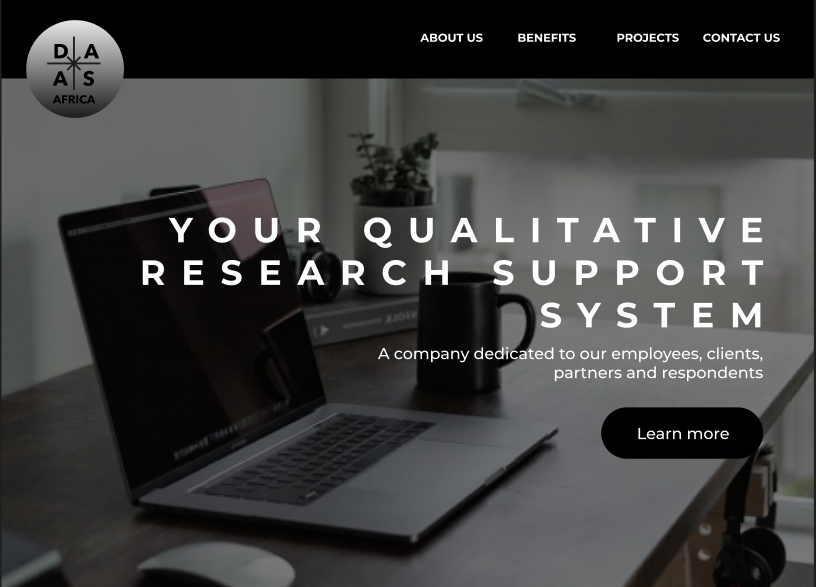 D A
A S
AFRICA
ABOUT US BENEFITS PROJECTS CONTACT US
YOUR QUALITATIVE
RESEARCH SUPPORT
SYSTEM
A company dedicated to our employees, clients,
partners and respondents
Learn more